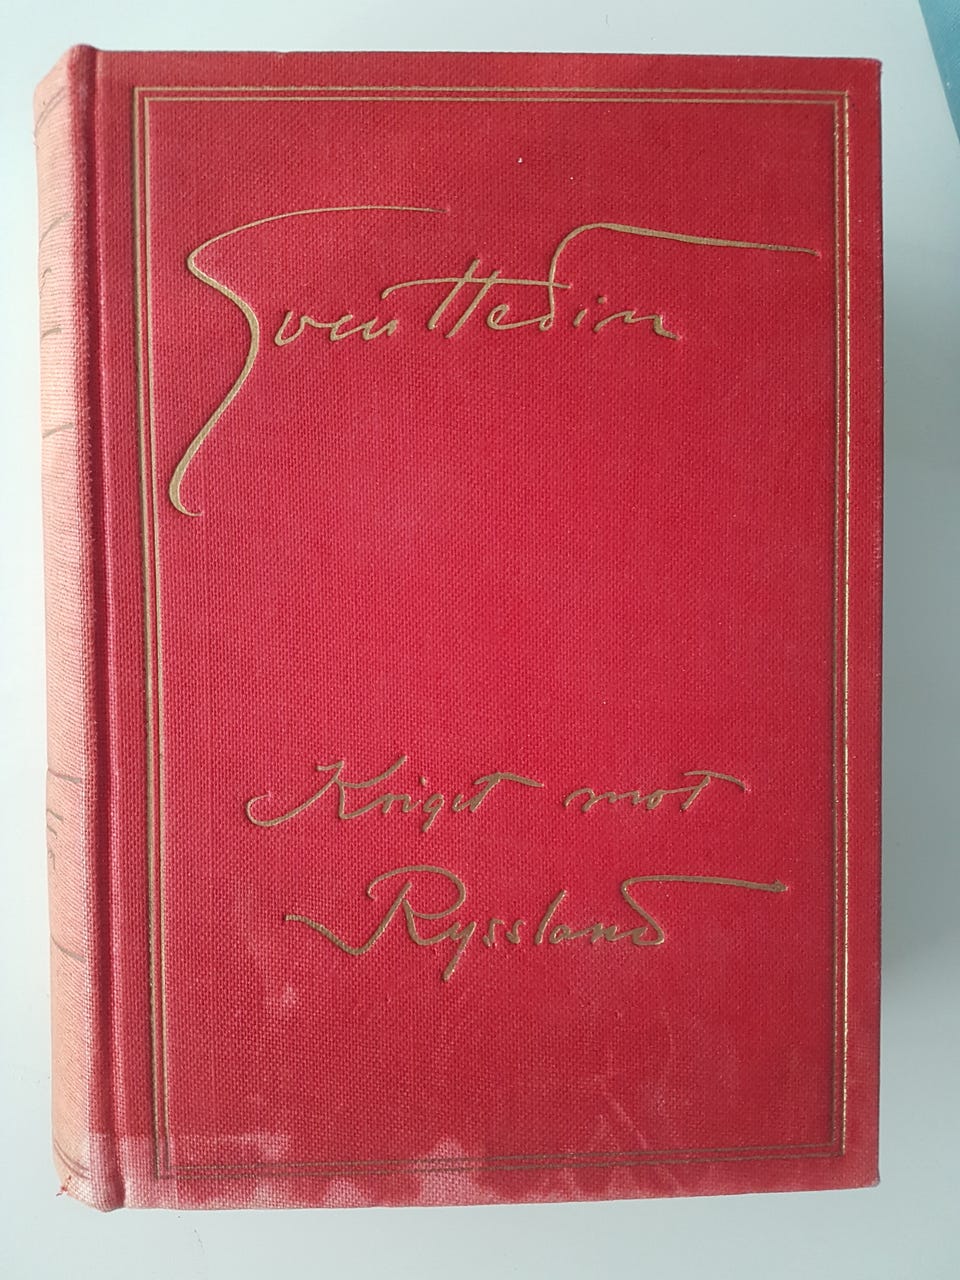 Sven Hedin
Kriget mot
Ryssland